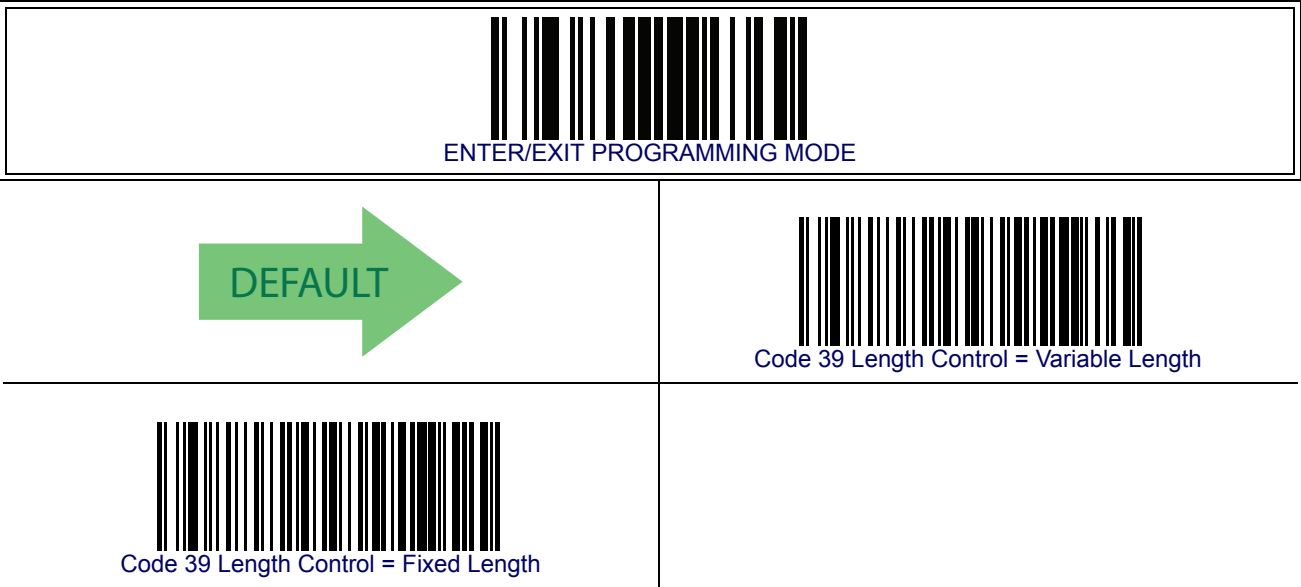 ENTER/EXIT PROGRAMMING MODE
DEFAULT
Code 39 Length Control = Variable Length
Code 39 Length Control = Fixed Length